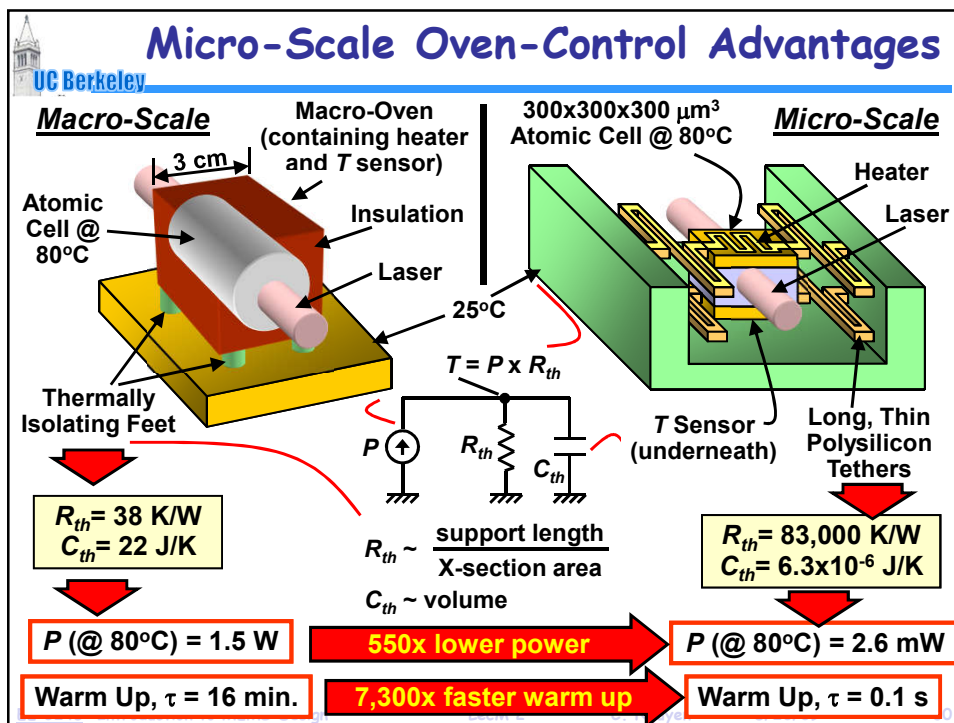 Micro-Scale Oven-Control Advantages
UC Berkeley
Macro-Scale
Macro-Oven
(containing heater
and T sensor)
300x300x300 μm³
Atomic Cell @ 80°C
Micro-Scale
3 cm
Heater
Atomic
Cell @
80°C
Insulation
Laser
Laser
25°C
Thermally
Isolating Feet
T = P x Rth
P
Rth
Cth
T Sensor
(underneath)
Long, Thin
Polysilicon
Tethers
Rth = 38 K/W
Cth = 22 J/K
Rth ~ support length
X-section area
Cth ~ volume
Rth = 83,000 K/W
Cth = 6.3x10⁻⁶ J/K
P (@ 80°C) = 1.5 W
550x lower power
P (@ 80°C) = 2.6 mW
Warm Up, τ = 16 min.
7,300x faster warm up
Warm Up, τ = 0.1 s